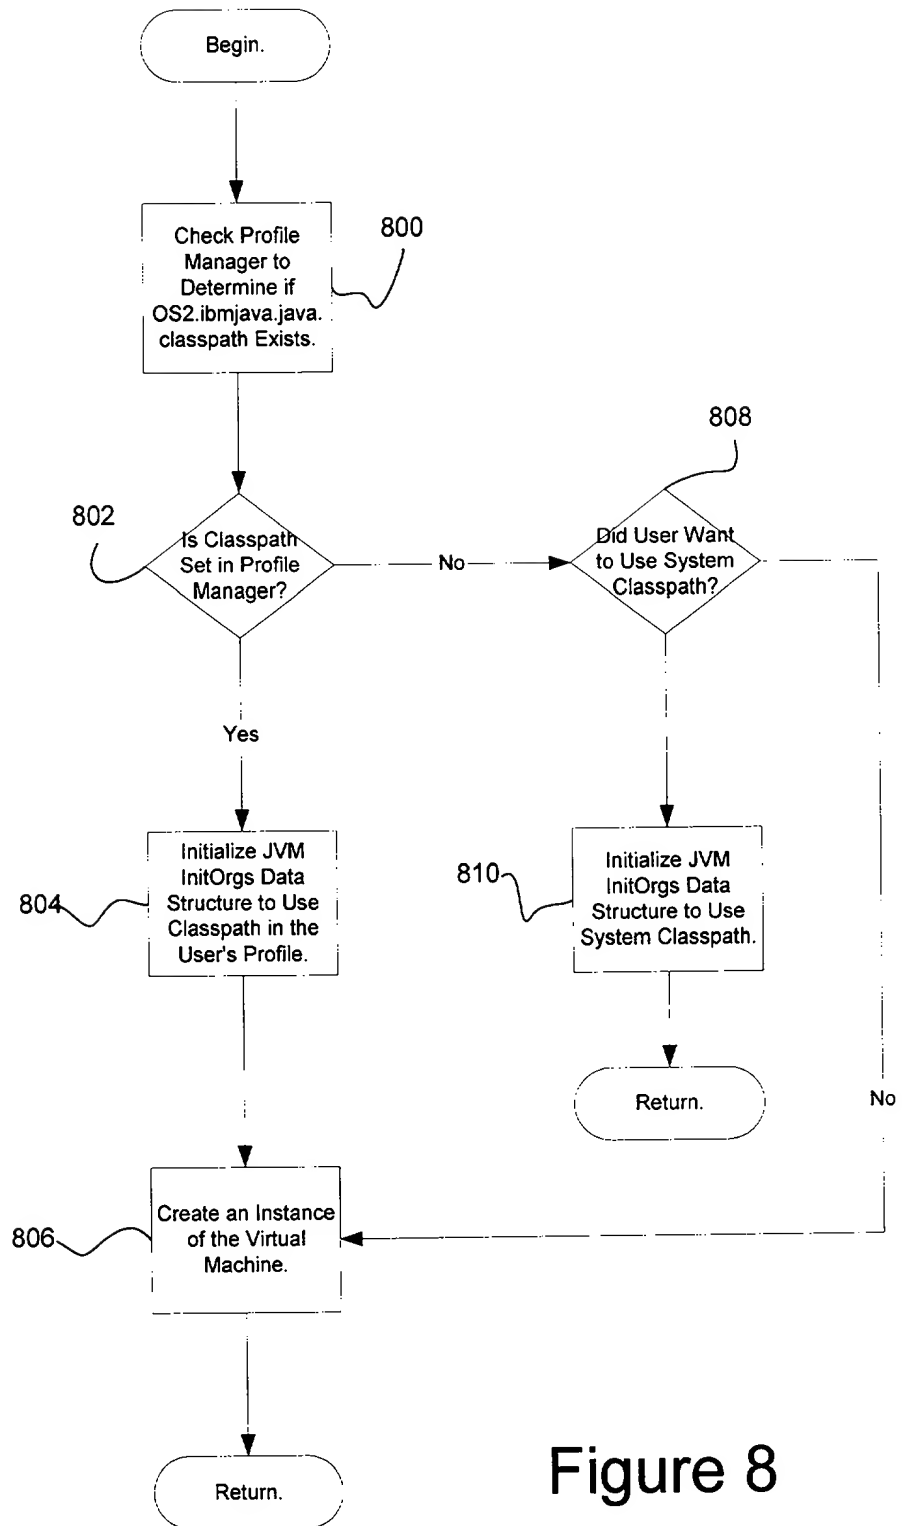 Begin.
800
Check Profile
Manager to
Determine if
OS2.ibmjava.java.
classpath Exists.
808
802
Is Classpath
Set in Profile
Manager?
No
Did User Want
to Use System
Classpath?
Yes
804
Initialize JVM
InitOrgs Data
Structure to Use
Classpath in the
User's Profile.
810
Initialize JVM
InitOrgs Data
Structure to Use
System Classpath.
Return.
No
806
Create an Instance
of the Virtual
Machine.
Return.
Figure 8